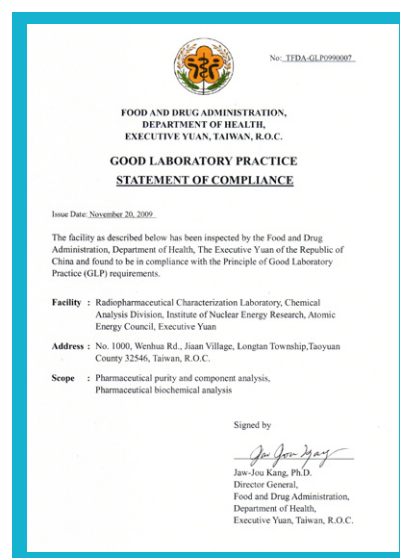 No: TFDA-GLP0990007
FOOD AND DRUG ADMINISTRATION,
DEPARTMENT OF HEALTH,
EXECUTIVE YUAN, TAIWAN, R.O.C.
GOOD LABORATORY PRACTICE
STATEMENT OF COMPLIANCE
Issue Date: November 20, 2009
The facility as described below has been inspected by the Food and Drug
Administration, Department of Health, The Executive Yuan of the Republic of
China and found to be in compliance with the Principle of Good Laboratory
Practice (GLP) requirements.
Facility : Radiopharmaceutical Characterization Laboratory, Chemical
Analysis Division, Institute of Nuclear Energy Research, Atomic
Energy Council, Executive Yuan
Address : No. 1000, Wenhua Rd., Jiaan Village, Longtan Township,Taoyuan
County 32546, Taiwan, R.O.C.
Scope : Pharmaceutical purity and component analysis,
Pharmaceutical biochemical analysis
Signed by
Jaw-Jou Kang, Ph.D.
Director General,
Food and Drug Administration,
Department of Health,
Executive Yuan, Taiwan, R.O.C.